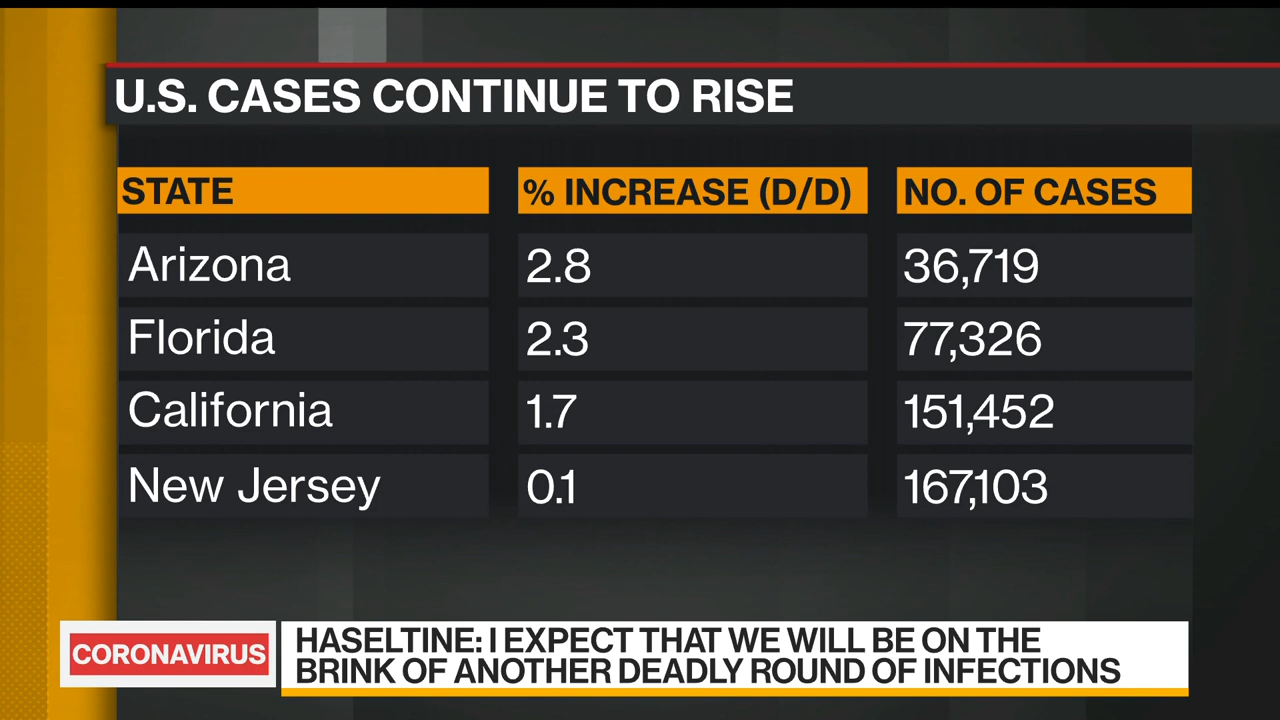 U.S. CASES CONTINUE TO RISE
STATE % INCREASE (D/D) NO. OF CASES
Arizona 2.8 36,719
Florida 2.3 77,326
California 1.7 151,452
New Jersey 0.1 167,103
CORONAVIRUS
HASELTINE: I EXPECT THAT WE WILL BE ON THE
BRINK OF ANOTHER DEADLY ROUND OF INFECTIONS